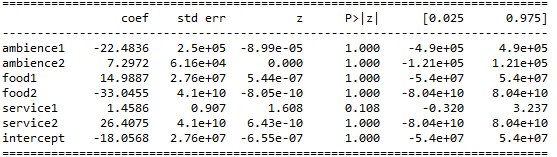 ==============================================================================
coef std err z P>|z| [0.025 0.975]
------------------------------------------------------------------------------
ambience1 -22.4836 2.5e+05 -8.99e-05 1.000 -4.9e+05 4.9e+05
ambience2 7.2972 6.16e+04 0.000 1.000 -1.21e+05 1.21e+05
food1 14.9887 2.76e+07 5.44e-07 1.000 -5.4e+07 5.4e+07
food2 -33.0455 4.1e+10 -8.05e-10 1.000 -8.04e+10 8.04e+10
service1 1.4586 0.907 1.608 0.108 -0.320 3.237
service2 26.4075 4.1e+10 6.43e-10 1.000 -8.04e+10 8.04e+10
intercept -18.0568 2.76e+07 -6.55e-07 1.000 -5.4e+07 5.4e+07
==============================================================================